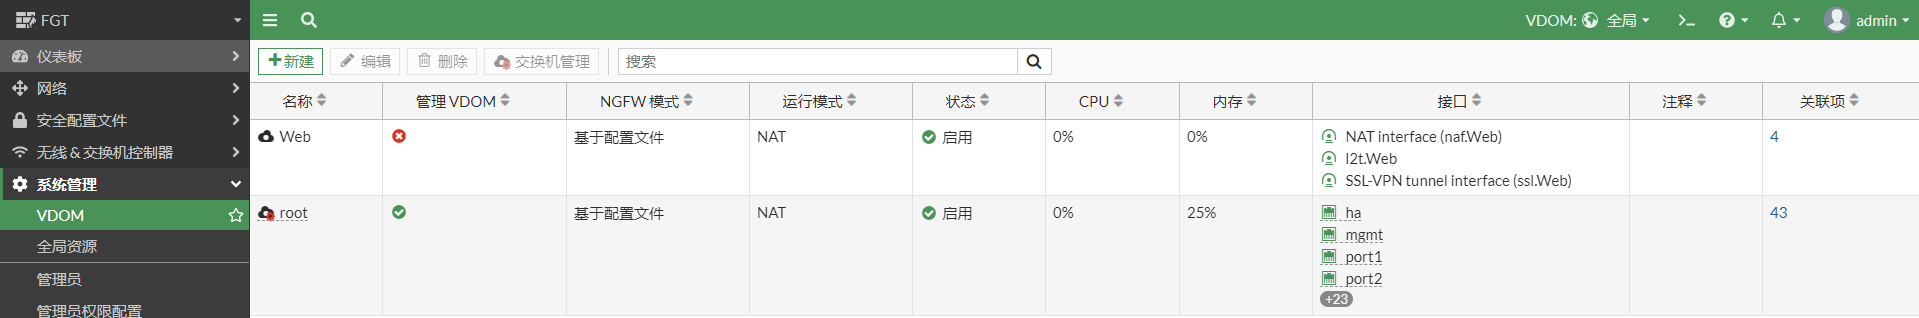 FGT
VDOM: 全局
admin
仪表板
网络
安全配置文件
无线 & 交换机控制器
系统管理
VDOM
全局资源
管理员
管理员权限配置
新建 编辑 删除 交换机管理 搜索
名称 管理 VDOM NGFW 模式 运行模式 状态 CPU 内存 接口 注释 关联项
Web 基于配置文件 NAT 启用 0% 0% NAT interface (naf.Web) 4
l2t.Web
SSL-VPN tunnel interface (ssl.Web)
root 基于配置文件 NAT 启用 0% 25% ha 43
mgmt
port1
port2
+23